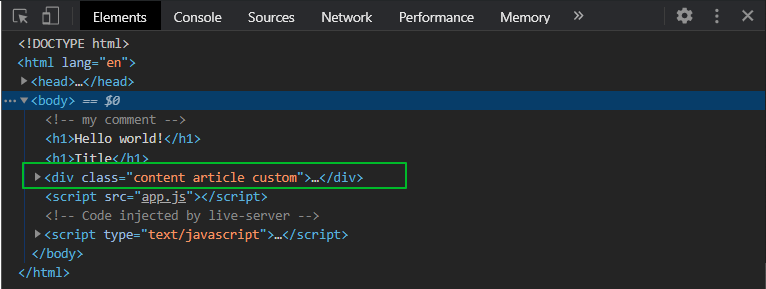 Elements Console Sources Network Performance Memory »
<!DOCTYPE html>
<html lang="en">
<head>…</head>
<body> == $0
<!-- my comment -->
<h1>Hello world!</h1>
<h1>Title</h1>
<div class="content article custom">…</div>
<script src="app.js"></script>
<!-- Code injected by live-server -->
<script type="text/javascript">…</script>
</body>
</html>